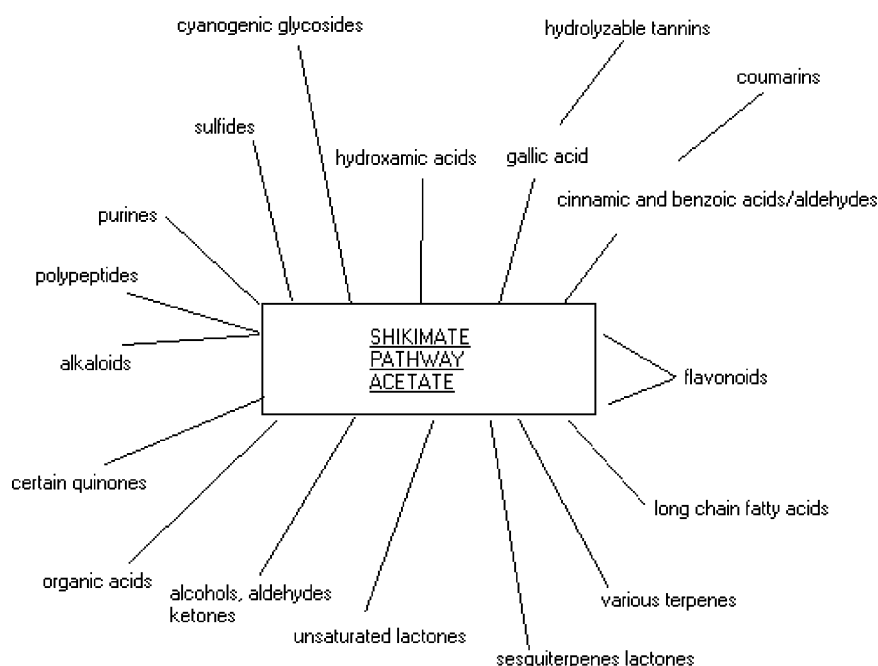 cyanogenic glycosides
hydrolyzable tannins
coumarins
sulfides
hydroxamic acids
gallic acid
cinnamic and benzoic acids/aldehydes
purines
polypeptides
alkaloids
SHIKIMATE
PATHWAY
ACETATE
flavonoids
certain quinones
long chain fatty acids
organic acids
alcohols, aldehydes
ketones
various terpenes
unsaturated lactones
sesquiterpenes lactones